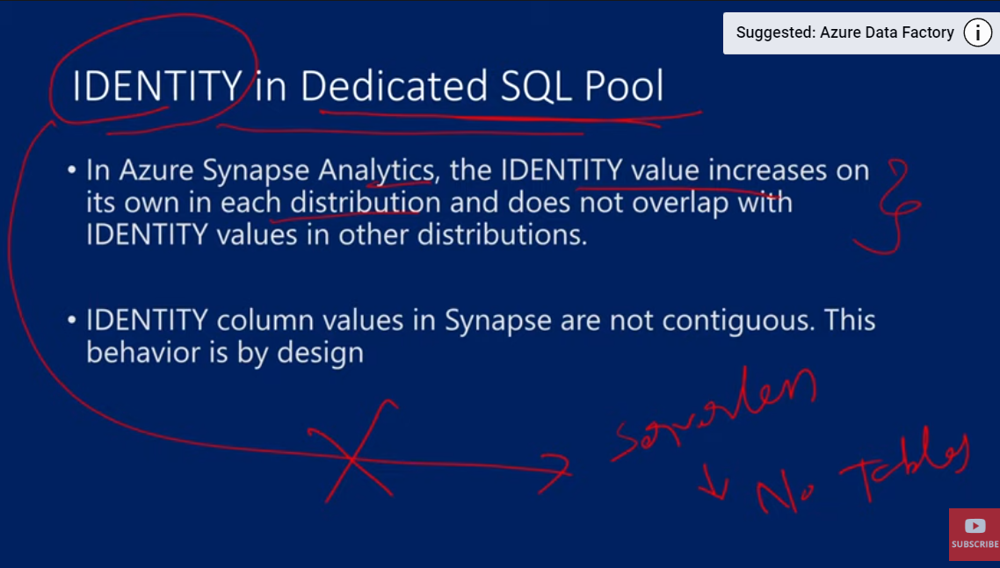 Suggested: Azure Data Factory
IDENTITY in Dedicated SQL Pool
• In Azure Synapse Analytics, the IDENTITY value increases on
its own in each distribution and does not overlap with
IDENTITY values in other distributions.
• IDENTITY column values in Synapse are not contiguous. This
behavior is by design
Serverless
No Tables
SUBSCRIBE